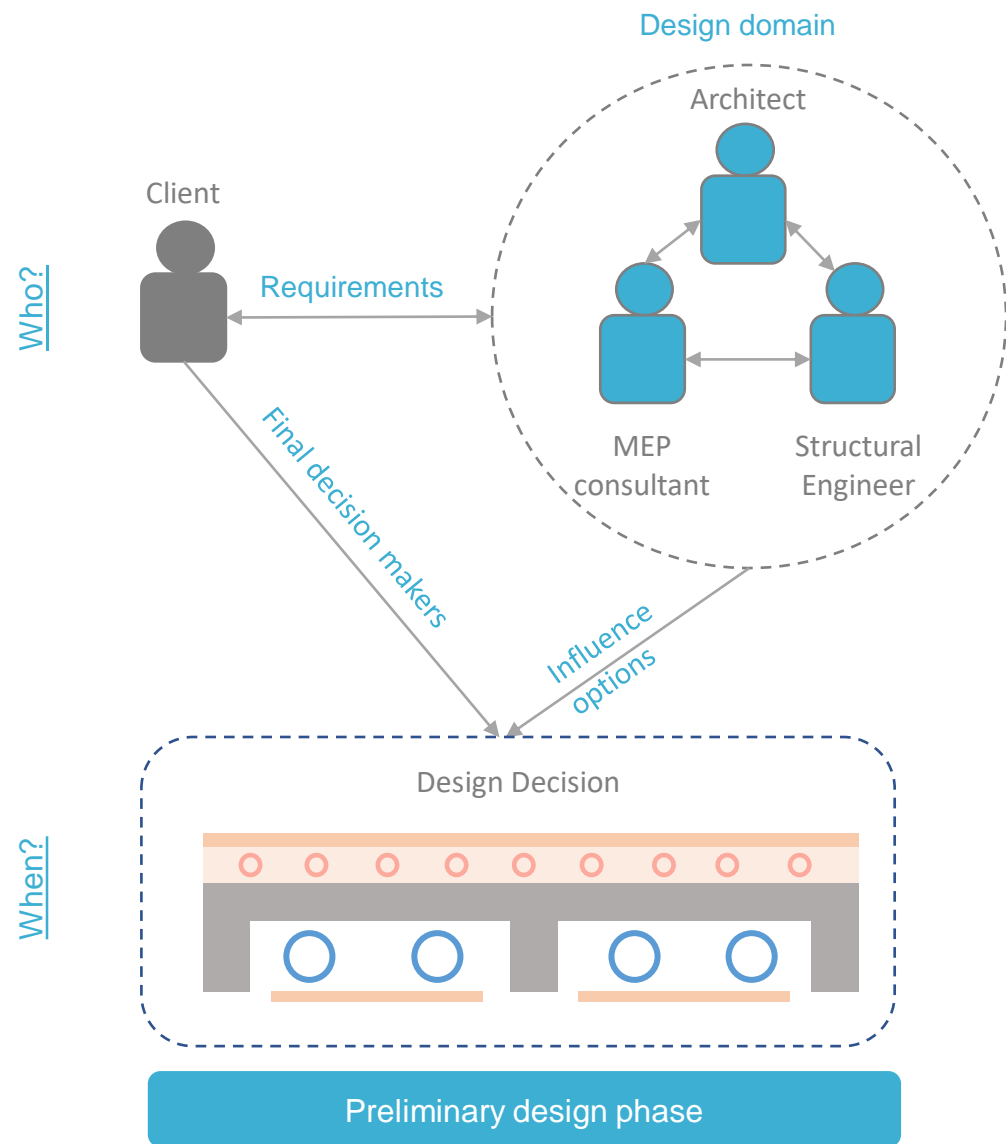 Design domain
Architect
Client
Who?
Requirements
MEP
consultant
Structural
Engineer
Final decision makers
Influence
options
Design Decision
When?
Preliminary design phase